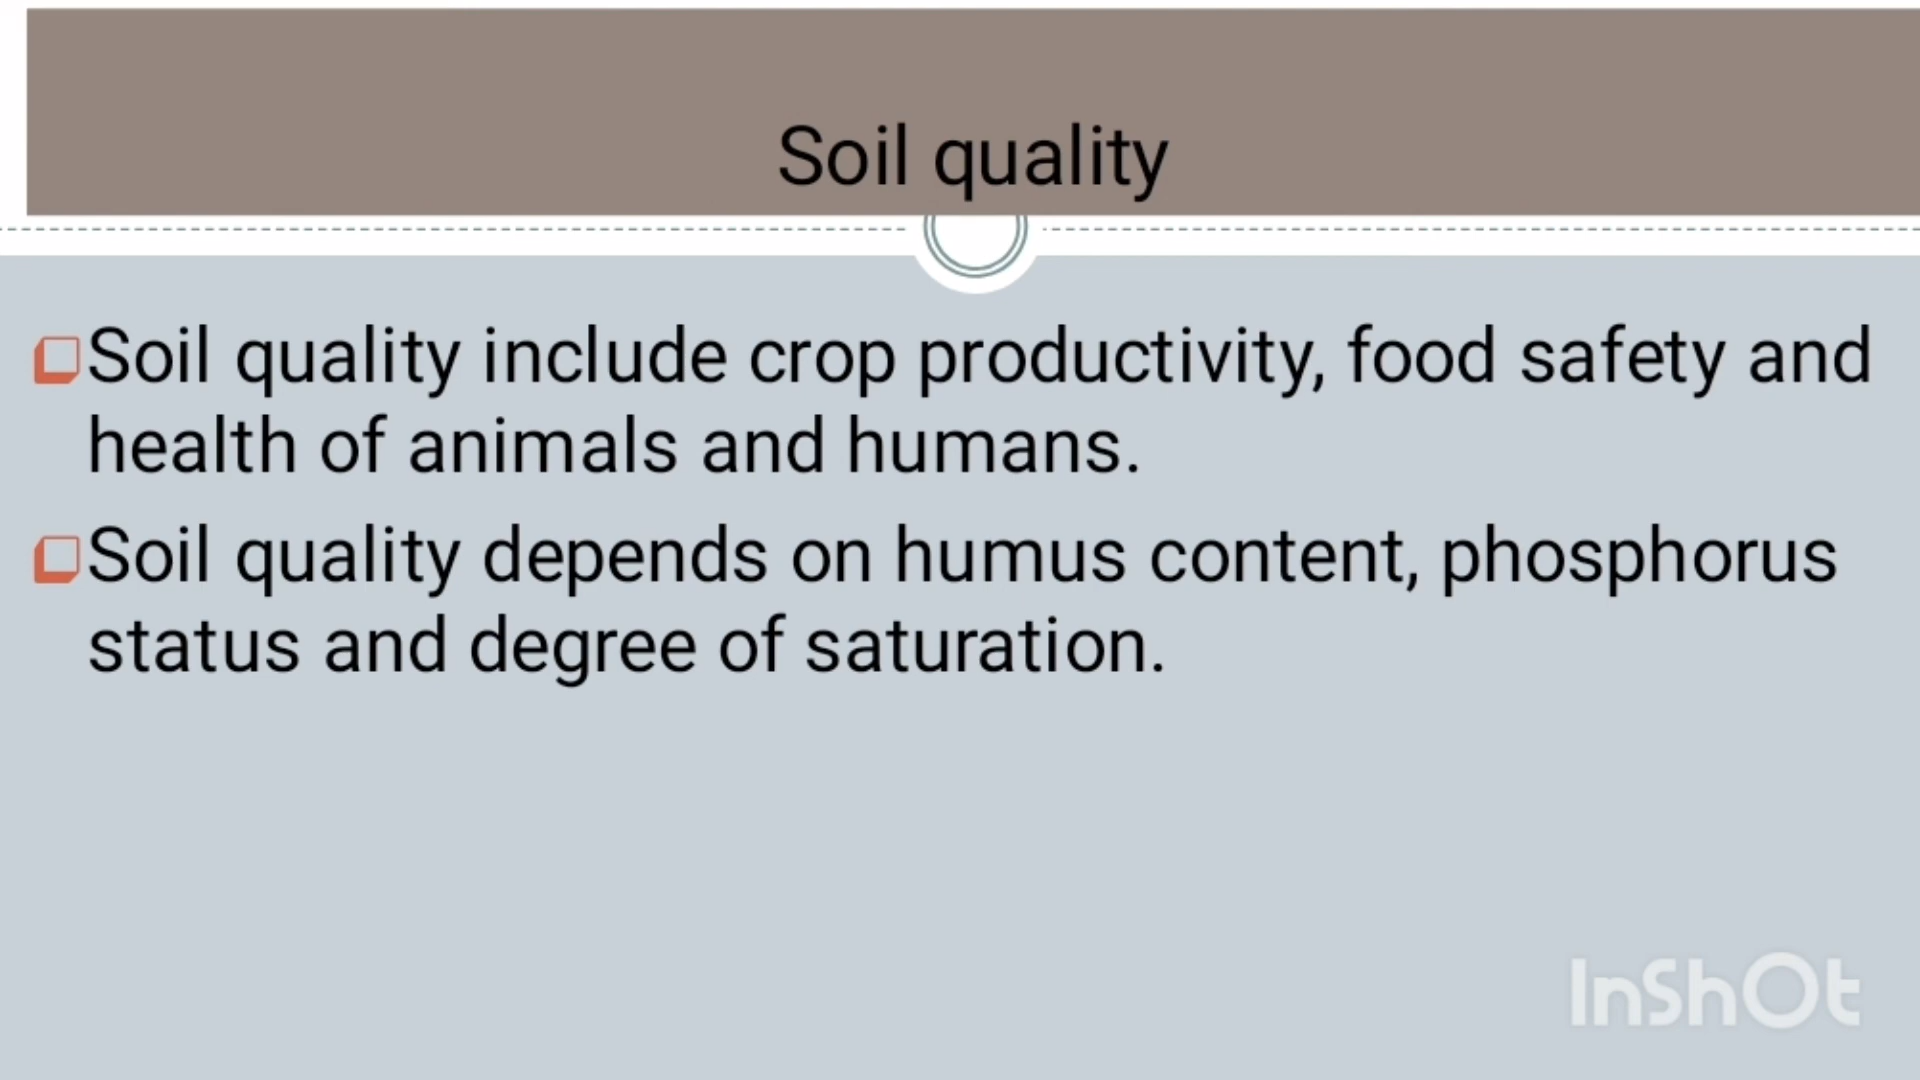 Soil quality
Soil quality include crop productivity, food safety and
health of animals and humans.
Soil quality depends on humus content, phosphorus
status and degree of saturation.
InShOt